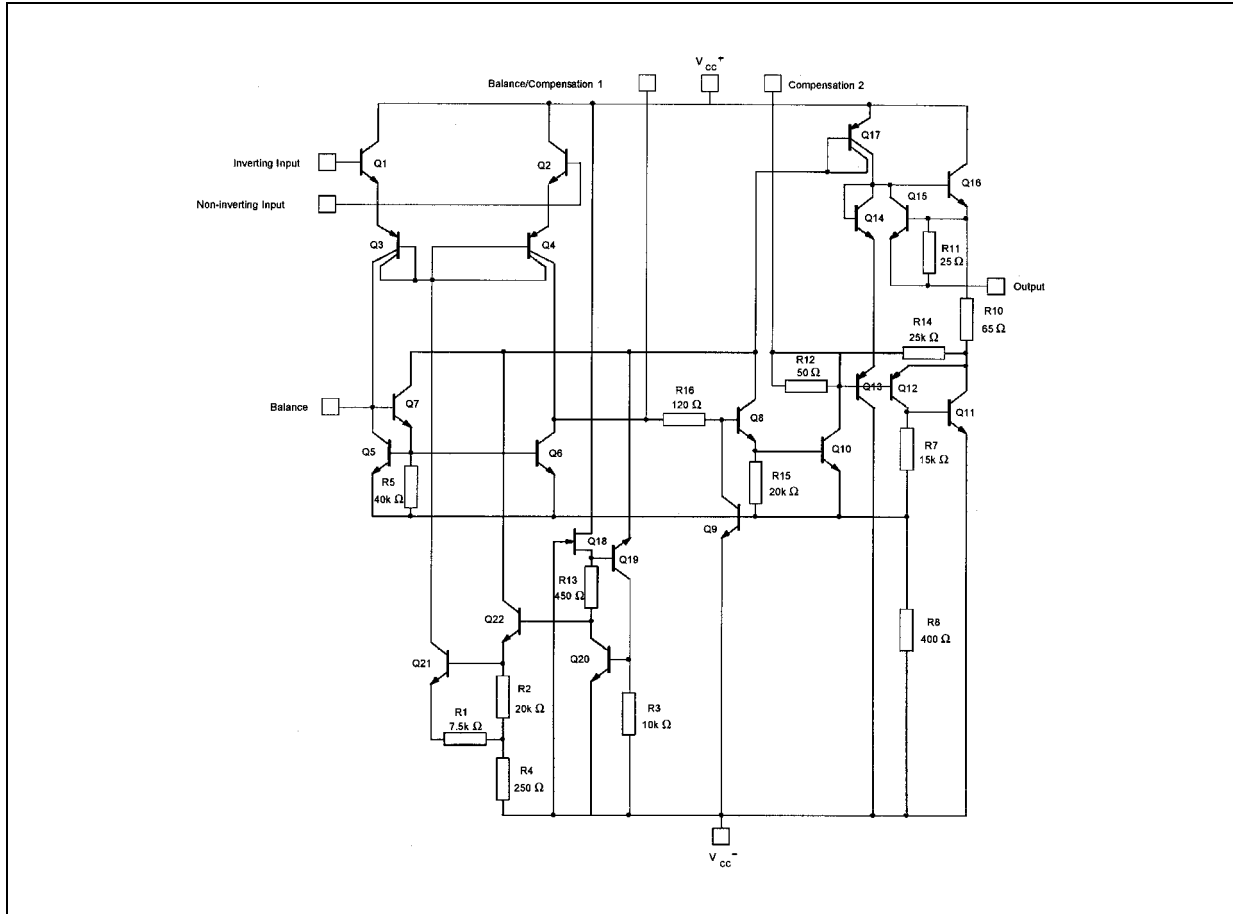 V CC +
Balance/Compensation 1
Compensation 2
Q17
Inverting Input
Q1
Q2
Q16
Q15
Non-inverting Input
Q14
Q3
Q4
R11
25 Ω
Output
R10
65 Ω
R14
25k Ω
R12
50 Ω
Q13
Q12
R16
120 Ω
Balance
Q7
Q8
Q11
Q5
Q6
Q10
R7
15k Ω
R5
40k Ω
R15
20k Ω
Q9
Q18
Q19
R13
450 Ω
Q22
R8
400 Ω
Q21
Q20
R2
20k Ω
R3
10k Ω
R1
7.5k Ω
R4
250 Ω
V CC −